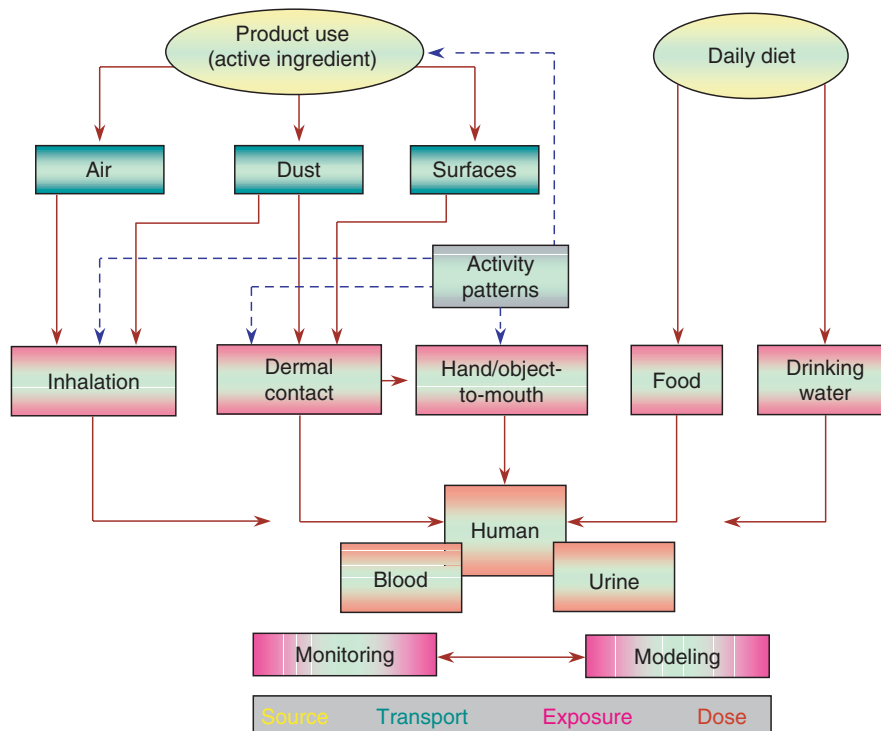 Product use
(active ingredient)
Daily diet
Air
Dust
Surfaces
Activity
patterns
Inhalation
Dermal
contact
Hand/object-
to-mouth
Food
Drinking
water
Human
Blood
Urine
Monitoring
Modeling
Source Transport Exposure Dose